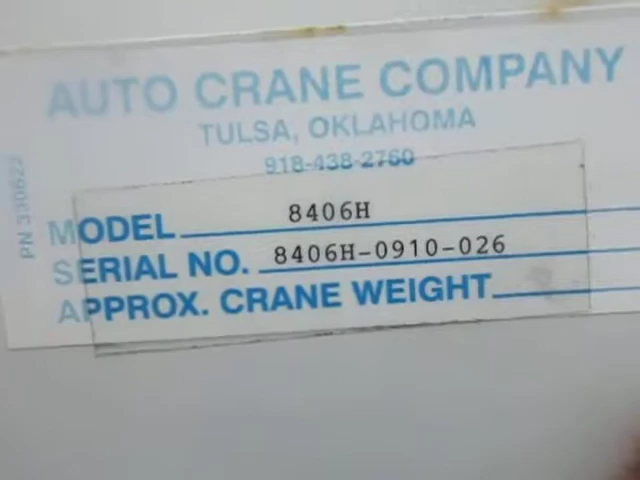 AUTO CRANE COMPANY
TULSA, OKLAHOMA
918-438-2760
MODEL 8406H
SERIAL NO. 8406H-0910-026
APPROX. CRANE WEIGHT